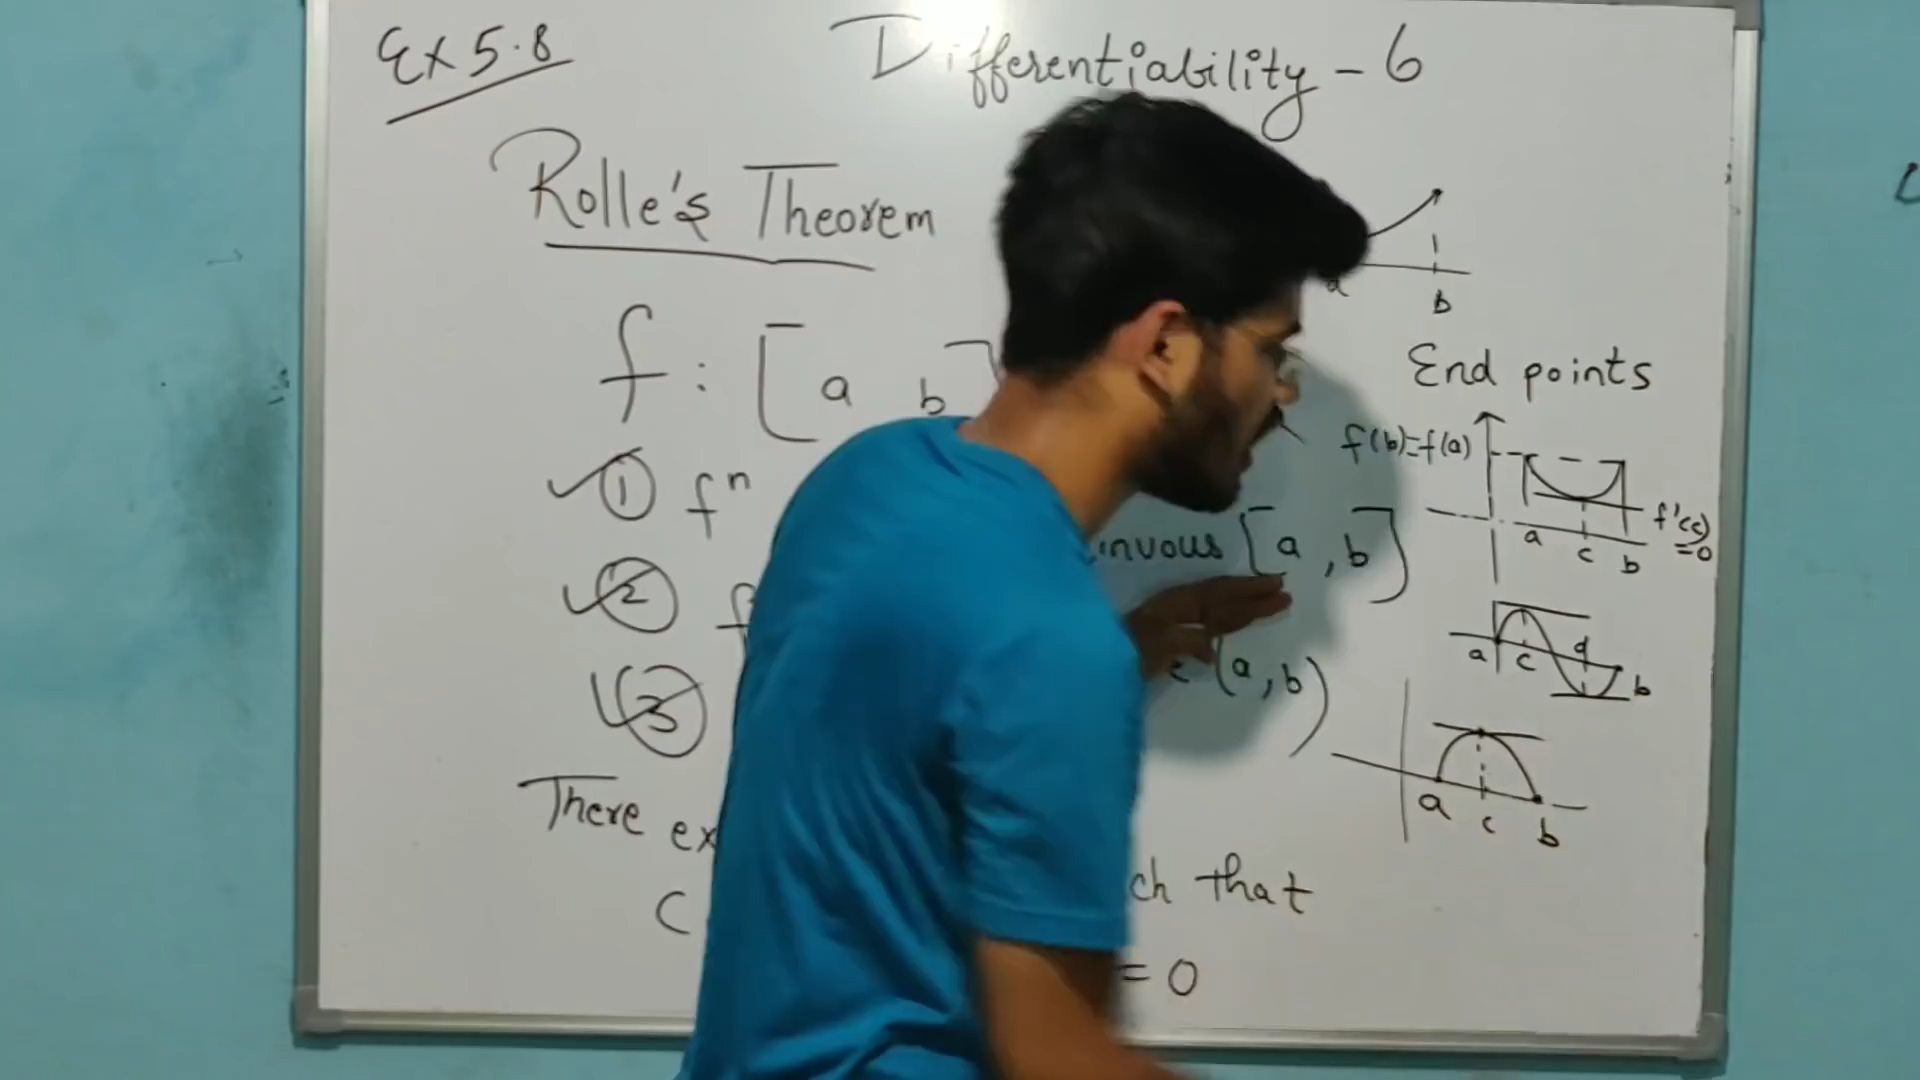 Ex 5.8
Differentiability - 6
Rolle's Theorem
f : [ a b ]
① fⁿ
inuous [a , b]
②
(a, b)
③
There ex
ch that
C
= 0
a
b
End points
f(b)=f(a)
f'(c) =0
a c b
a c d b
a c b